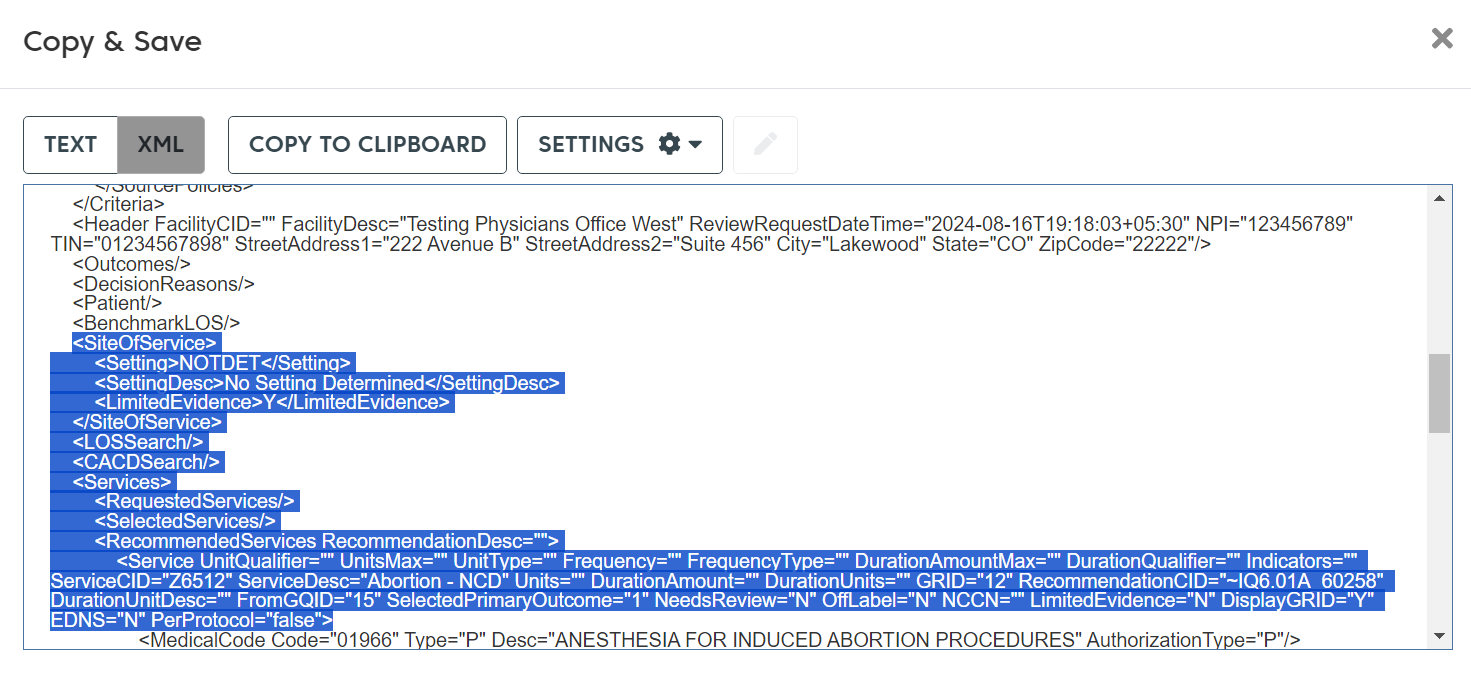 Copy & Save
TEXT
XML
COPY TO CLIPBOARD
SETTINGS
</SourcePolicies>
</Criteria>
<Header FacilityCID="" FacilityDesc="Testing Physicians Office West" ReviewRequestDateTime="2024-08-16T19:18:03+05:30" NPI="123456789"
TIN="01234567898" StreetAddress1="222 Avenue B" StreetAddress2="Suite 456" City="Lakewood" State="CO" ZipCode="22222"/>
<Outcomes/>
<DecisionReasons/>
<Patient/>
<BenchmarkLOS/>
<SiteOfService>
<Setting>NOTDET</Setting>
<SettingDesc>No Setting Determined</SettingDesc>
<LimitedEvidence>Y</LimitedEvidence>
</SiteOfService>
<LOSSearch/>
<CACDSearch/>
<Services>
<RequestedServices/>
<SelectedServices/>
<RecommendedServices RecommendationDesc="">
<Service UnitQualifier="" UnitsMax="" UnitType="" Frequency="" FrequencyType="" DurationAmountMax="" DurationQualifier="" Indicators=""
ServiceCID="Z6512" ServiceDesc="Abortion - NCD" Units="" DurationAmount="" DurationUnits="" GRID="12" RecommendationCID="~IQ6.01A_60258"
DurationUnitDesc="" FromGQID="15" SelectedPrimaryOutcome="1" NeedsReview="N" OffLabel="N" NCCN="" LimitedEvidence="N" DisplayGRID="Y"
EDNS="N" PerProtocol="false">
<MedicalCode Code="01966" Type="P" Desc="ANESTHESIA FOR INDUCED ABORTION PROCEDURES" AuthorizationType="P"/>